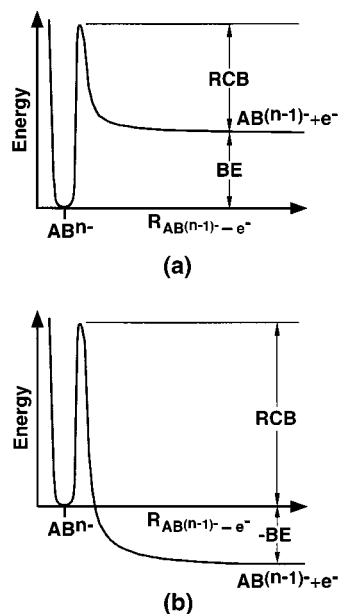 Energy
RCB
AB(n-1)-+e-
BE
ABn-
RAB(n-1)-–e-
(a)
Energy
RCB
ABn-
RAB(n-1)-–e-
-BE
AB(n-1)-+e-
(b)